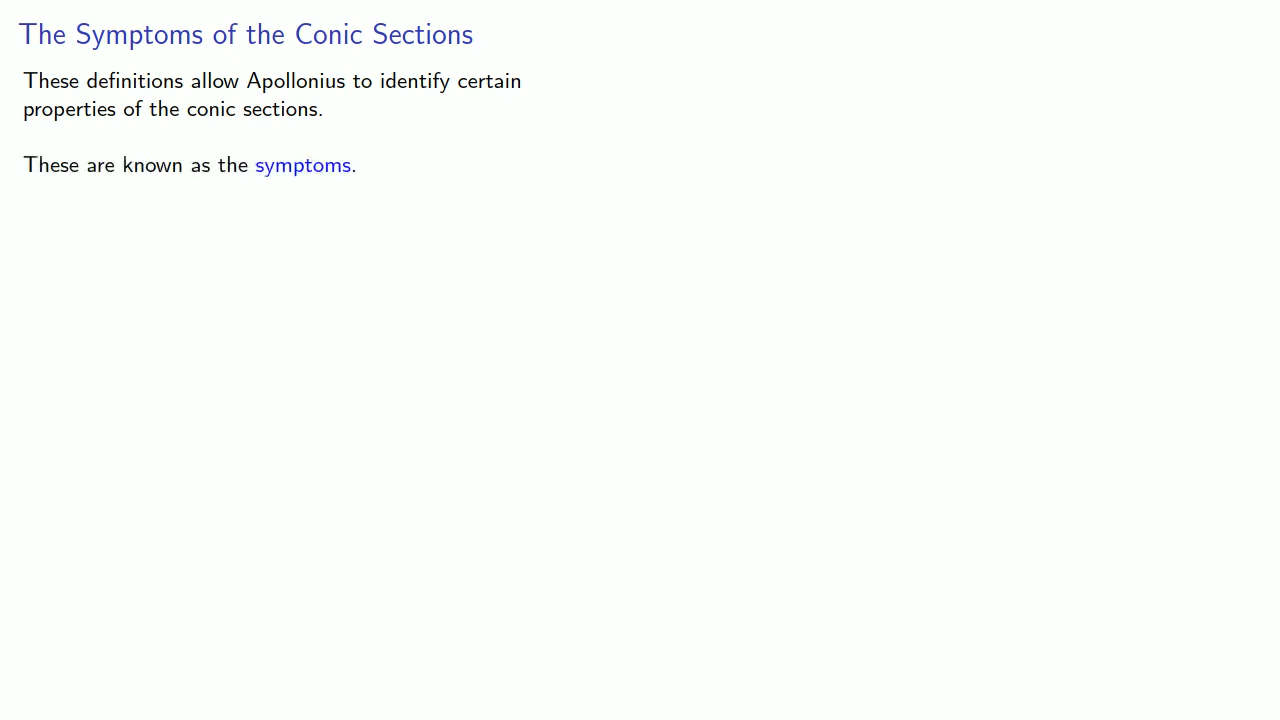 The Symptoms of the Conic Sections
These definitions allow Apollonius to identify certain
properties of the conic sections.
These are known as the symptoms.